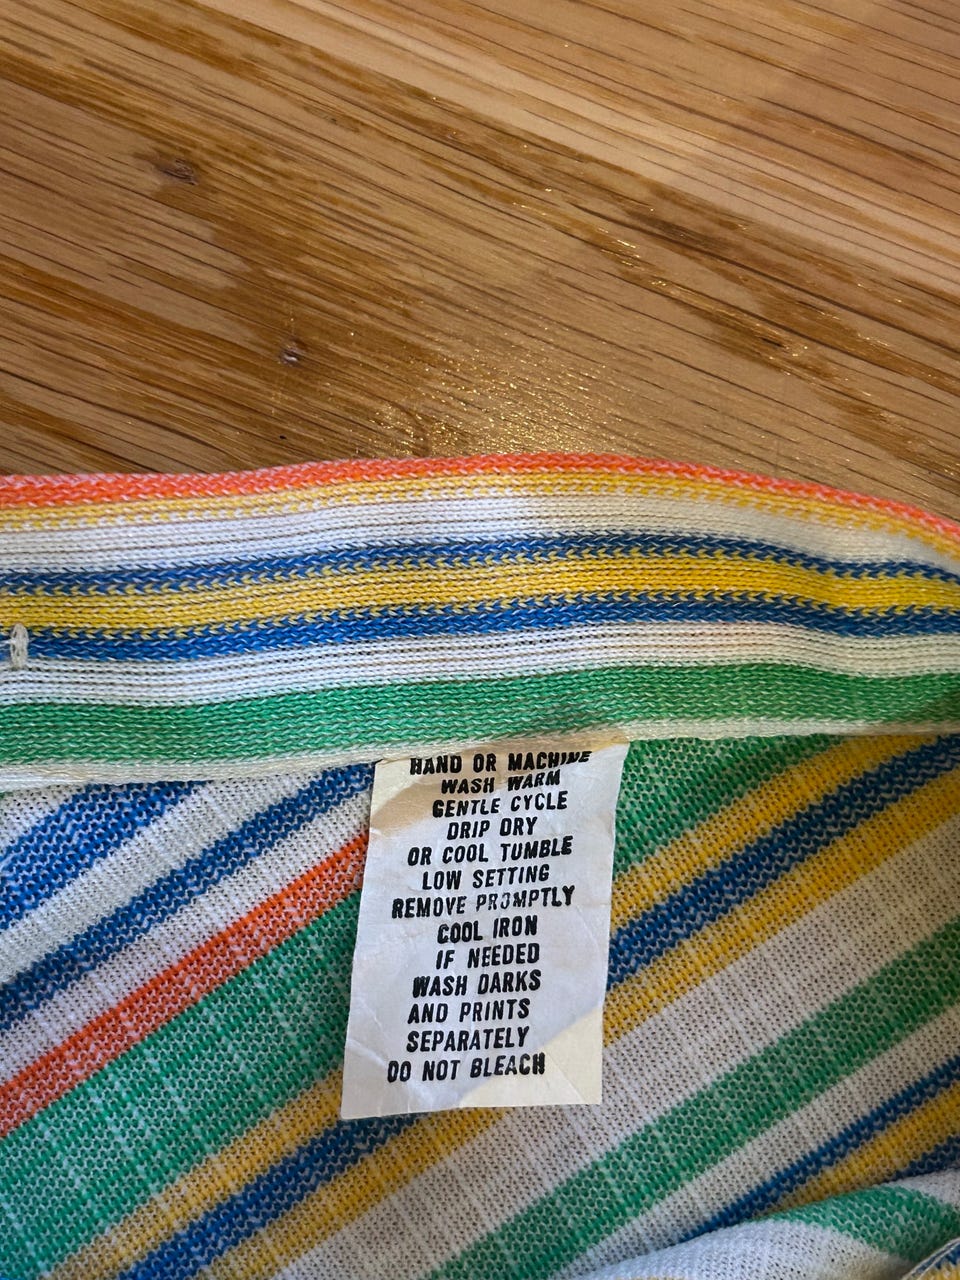 HAND OR MACHINE
WASH WARM
GENTLE CYCLE
DRIP DRY
OR COOL TUMBLE
LOW SETTING
REMOVE PROMPTLY
COOL IRON
IF NEEDED
WASH DARKS
AND PRINTS
SEPARATELY
DO NOT BLEACH